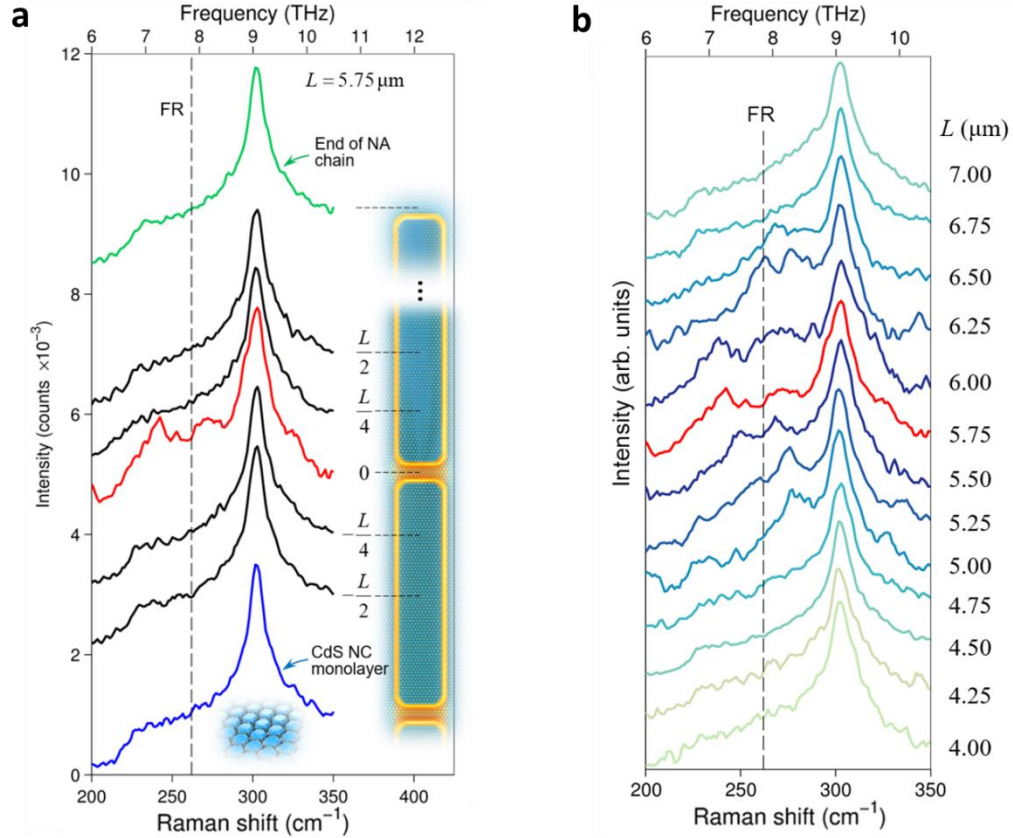 a
Frequency (THz)
6 7 8 9 10 11 12
12
10
8
6
4
2
0
Intensity (counts ×10⁻³)
FR
L = 5.75 μm
End of NA
chain
L
2
L
4
0
L
4
L
2
CdS NC
monolayer
200 250 300 350 400
Raman shift (cm⁻¹)
b
Frequency (THz)
6 7 8 9 10
FR
L (μm)
7.00
6.75
6.50
6.25
6.00
5.75
5.50
5.25
5.00
4.75
4.50
4.25
4.00
Intensity (arb. units)
200 250 300 350
Raman shift (cm⁻¹)